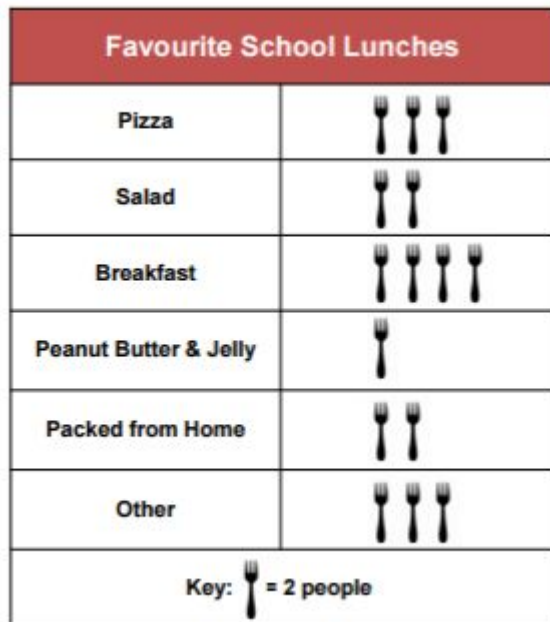 Favourite School Lunches
Pizza
Salad
Breakfast
Peanut Butter & Jelly
Packed from Home
Other
Key: = 2 people